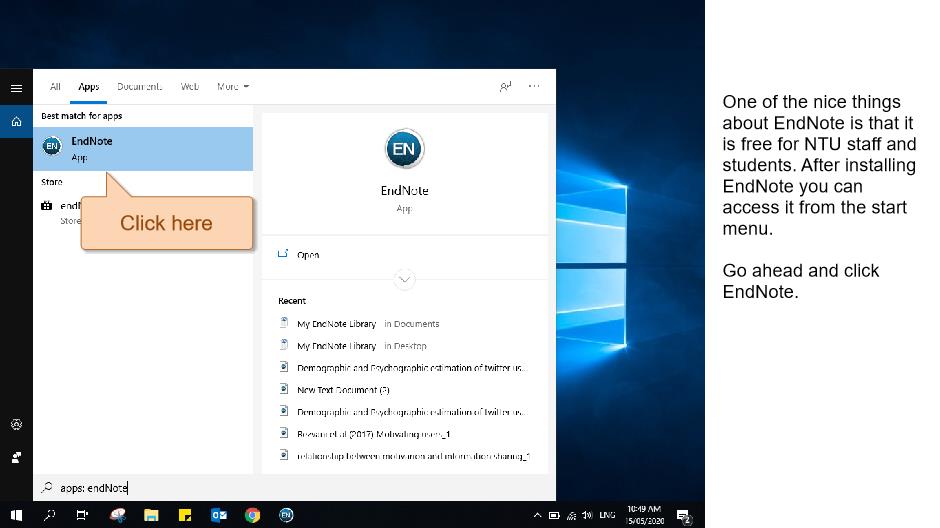 All Apps Documents Web More
Best match for apps
EndNote
App
Store
Store
Click here
EN
EndNote
App
Open
Recent
My EndNote Library in Documents
My EndNote Library in Desktop
Demographic and Psychographic estimation of twitter us...
New Text Document (2)
Demographic and Psychographic estimation of twitter us...
Rezvani et al (2017) Motivating users_1
relationship between motivation and information sharing_1
apps: endNote
EN
ENG
10:49 AM
15/05/2020
2
One of the nice things
about EndNote is that it
is free for NTU staff and
students. After installing
EndNote you can
access it from the start
menu.
Go ahead and click
EndNote.